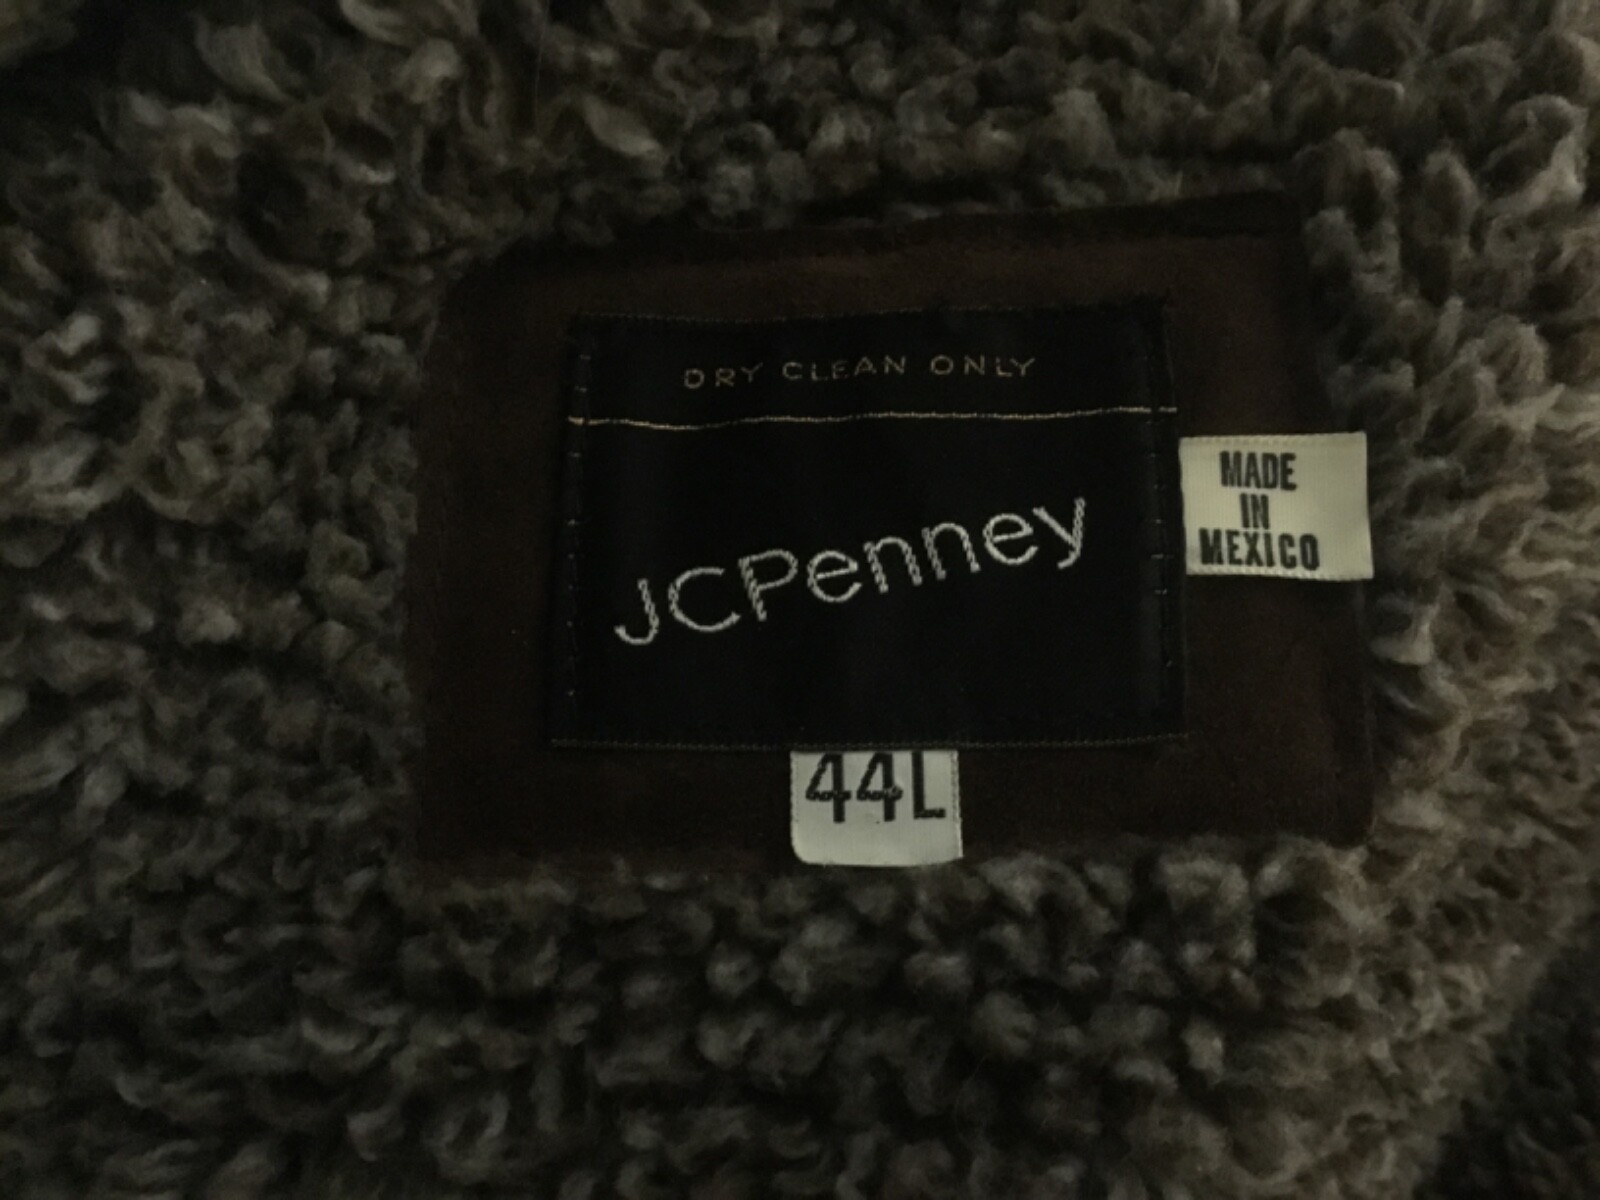 DRY CLEAN ONLY
JCPenney
MADE
IN
MEXICO
44L